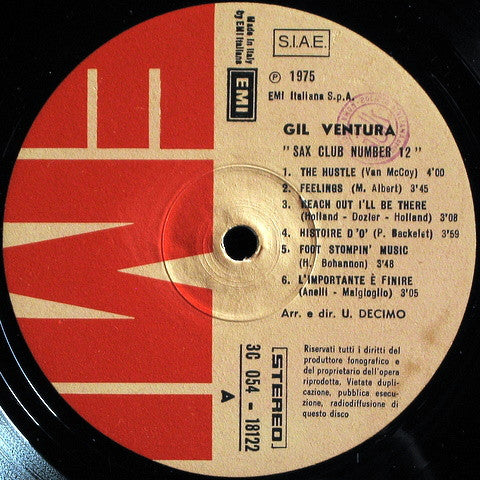 EMI
Made in Italy
by EMI Italiana
EMI
S.I.A.E.
℗ 1975
EMI Italiana S.p.A.
GIL VENTURA
"SAX CLUB NUMBER 12"
1. THE HUSTLE (Van McCoy) 4'00
2. FEELINGS (M. Albert) 3'45
3. REACH OUT I'LL BE THERE
(Holland - Dozier - Holland) 3'08
4. HISTOIRE D'O' (P. Backelet) 3'59
5. FOOT STOMPIN' MUSIC
(H. Bohannon) 3'48
6. L'IMPORTANTE È FINIRE
(Anelli - Malgioglio) 3'05
Arr. e dir. U. DECIMO
[STEREO]
3C 054 - 18122
A
Riservati tutti i diritti del
produttore fonografico e
del proprietario dell'opera
riprodotta. Vietate dupli-
cazione, pubblica esecu-
zione, radiodiffusione di
questo disco